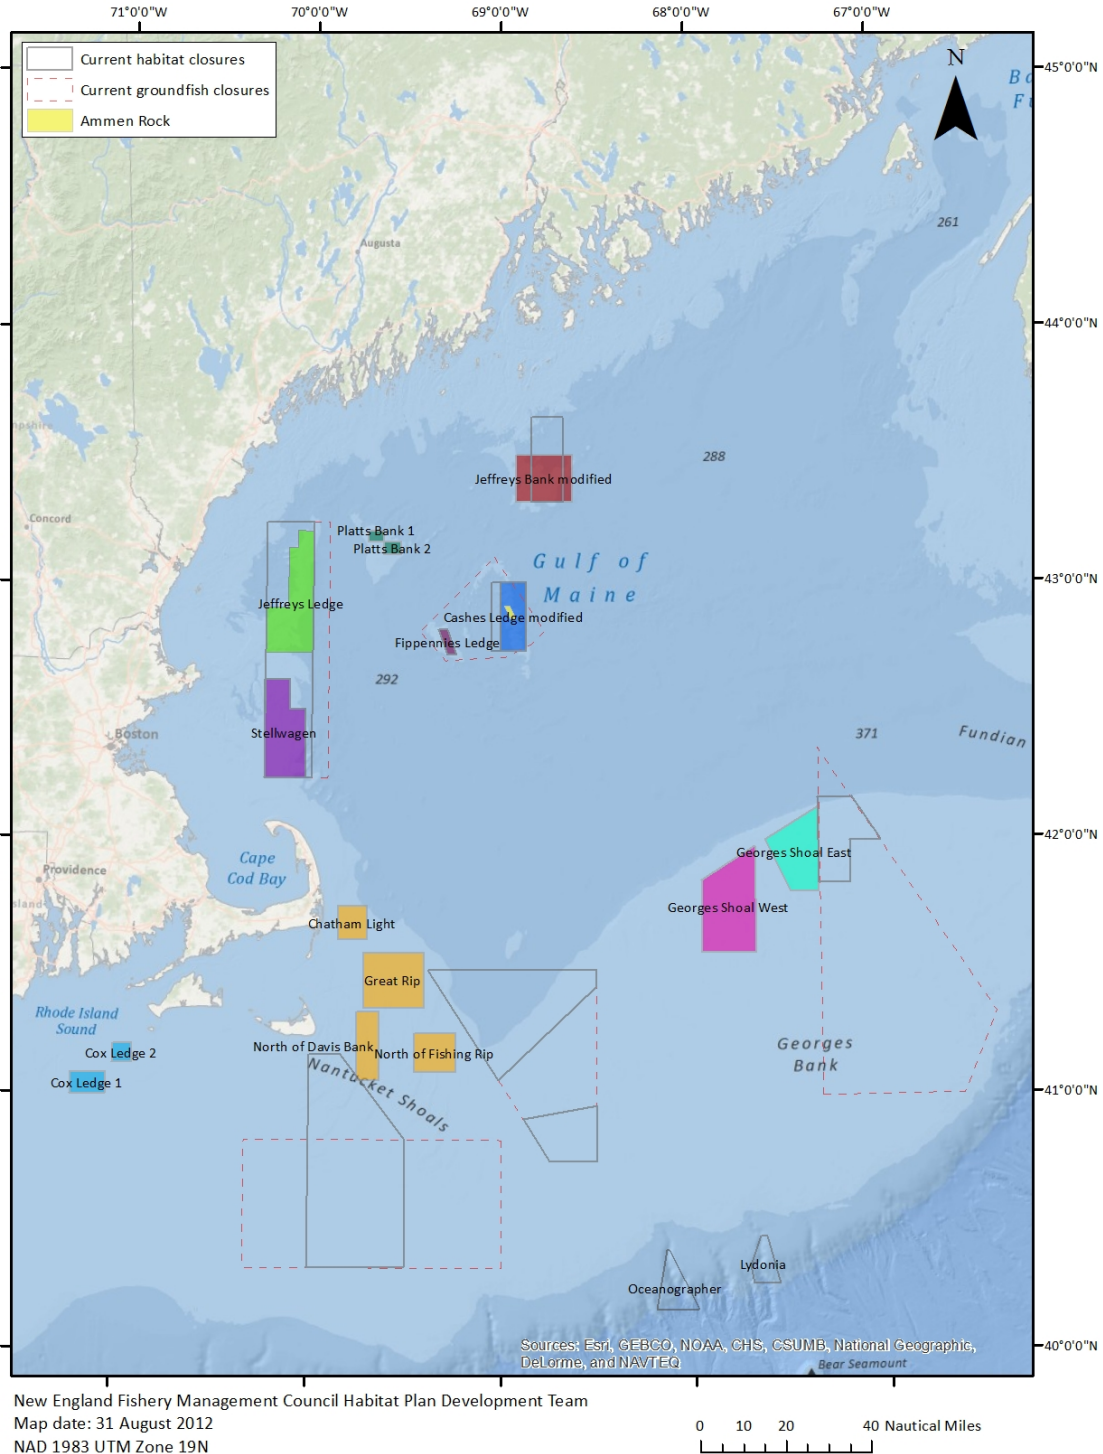 71°0'0"W 70°0'0"W 69°0'0"W 68°0'0"W 67°0'0"W
Current habitat closures
Current groundfish closures
Ammen Rock
N
45°0'0"N
261
Augusta
44°0'0"N
288
Jeffreys Bank modified
Concord
Platts Bank 1
Platts Bank 2
Gulf of
Maine
43°0'0"N
Jeffreys Ledge
Cashes Ledge modified
Fippennies Ledge
292
Boston
Stellwagen
371
Fundian
42°0'0"N
Cape
Cod Bay
Providence
Georges Shoal East
Georges Shoal West
Chatham Light
Great Rip
Rhode Island
Sound
Cox Ledge 2
Cox Ledge 1
North of Davis Bank
North of Fishing Rip
Nantucket Shoals
Georges
Bank
41°0'0"N
Lydonia
Oceanographer
Sources: Esri, GEBCO, NOAA, CHS, CSUMB, National Geographic,
DeLorme, and NAVTEQ
Bear Seamount
40°0'0"N
New England Fishery Management Council Habitat Plan Development Team
Map date: 31 August 2012
NAD 1983 UTM Zone 19N
0 10 20 40 Nautical Miles